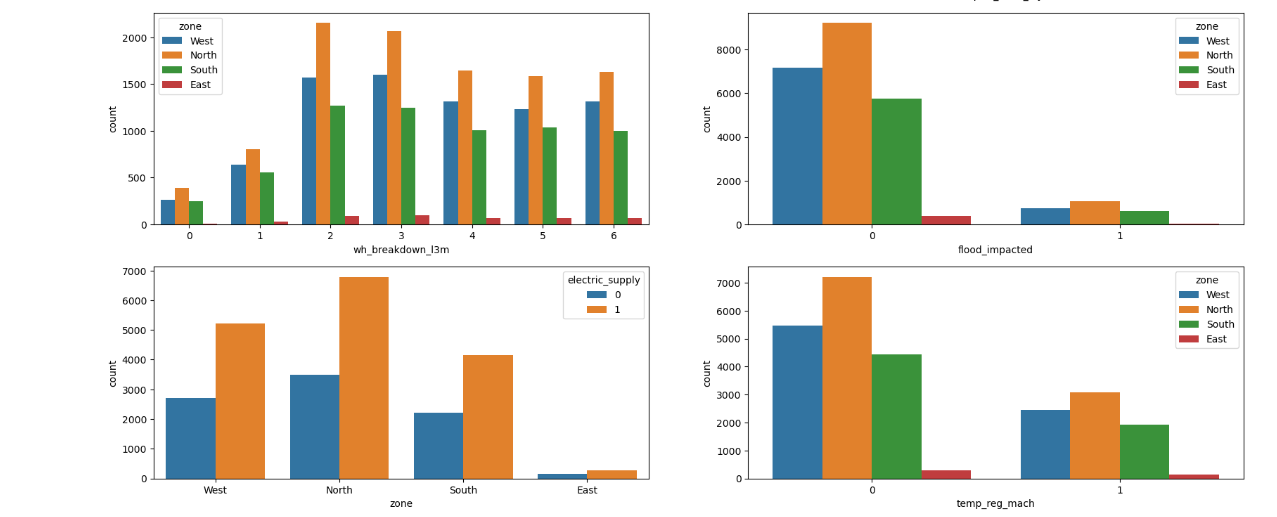 zone
West
North
South
East
2000
1500
1000
500
0
count
0 1 2 3 4 5 6
wh_breakdown_l3m
zone
West
North
South
East
8000
6000
4000
2000
0
count
0 1
flood_impacted
electric_supply
0
1
7000
6000
5000
4000
3000
2000
1000
0
count
West North South East
zone
zone
West
North
South
East
7000
6000
5000
4000
3000
2000
1000
0
count
0 1
temp_reg_mach